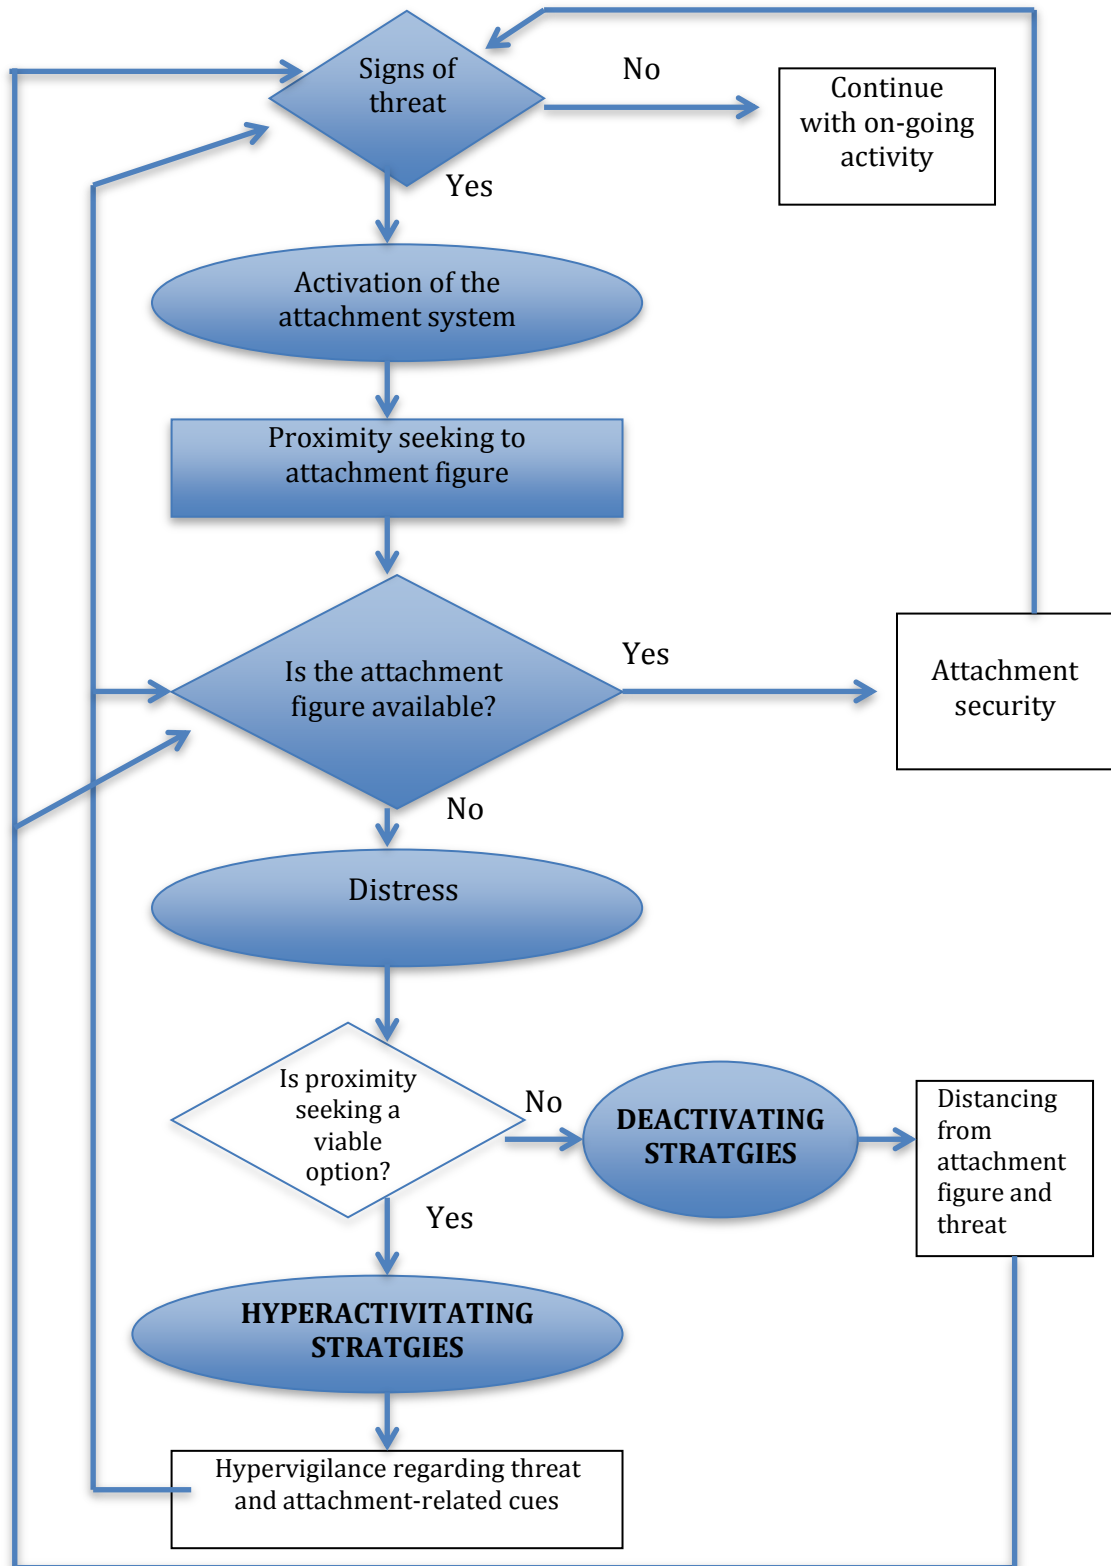 Signs of
threat
No
Continue
with on-going
activity
Yes
Activation of the
attachment system
Proximity seeking to
attachment figure
Is the attachment
figure available?
Yes
Attachment
security
No
Distress
Is proximity
seeking a
viable
option?
No
DEACTIVATING
STRATGIES
Distancing
from
attachment
figure and
threat
Yes
HYPERACTIVITATING
STRATGIES
Hypervigilance regarding threat
and attachment-related cues